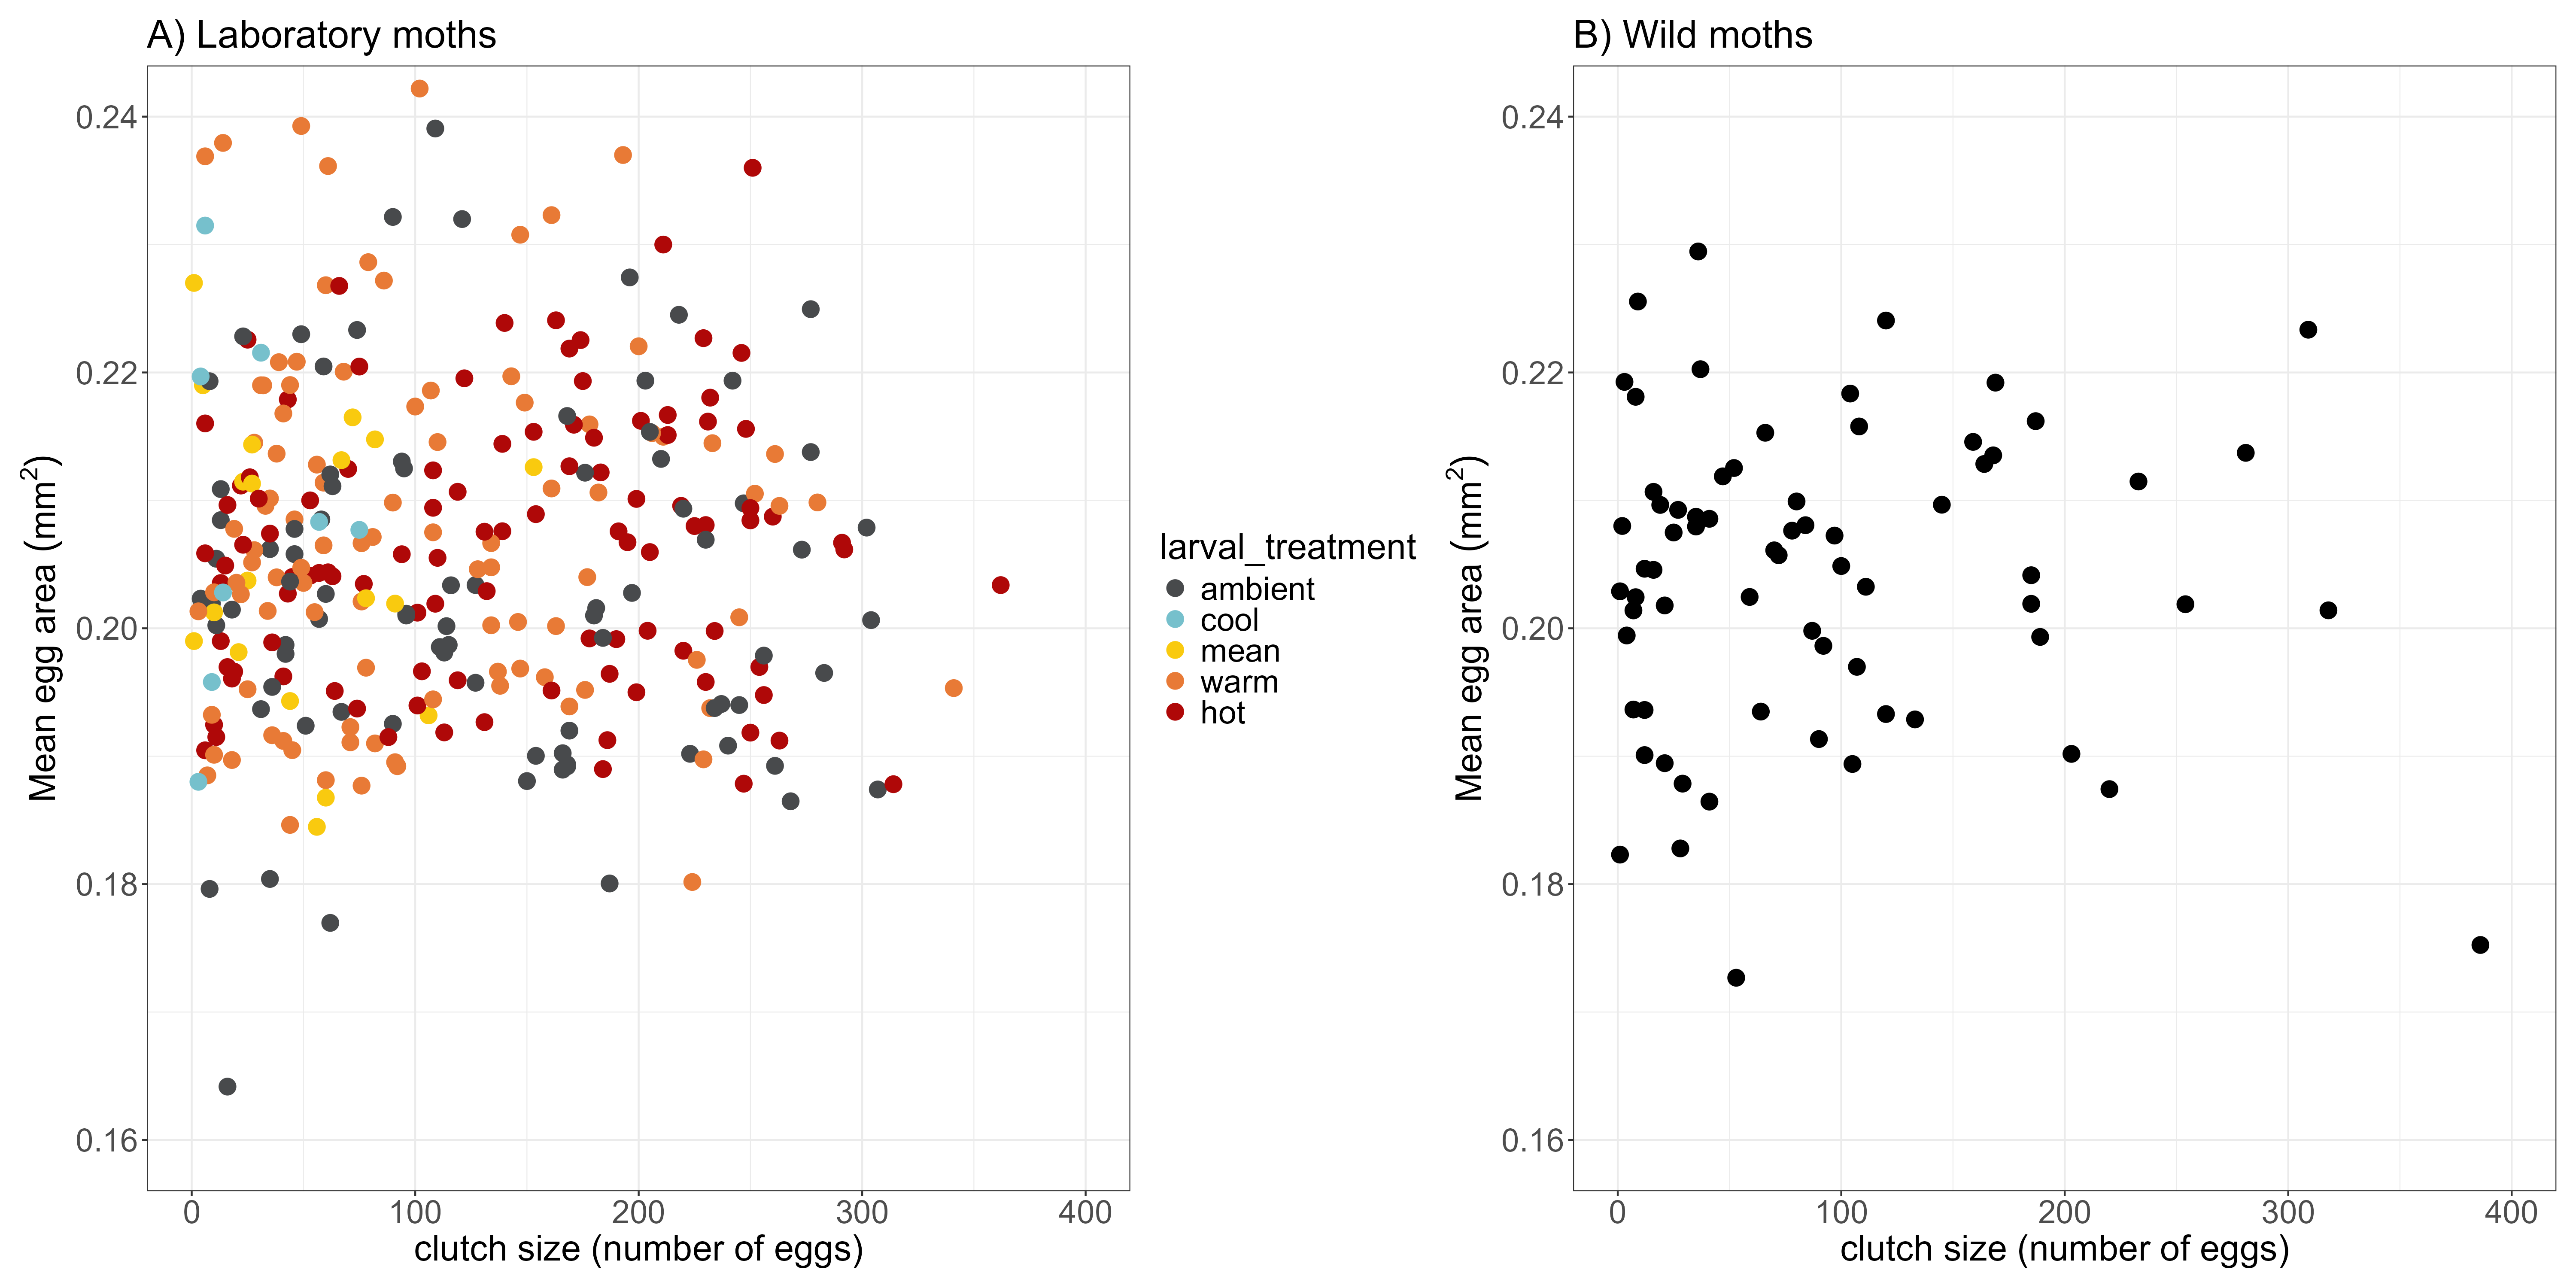 A) Laboratory moths
0.24
0.22
0.20
0.18
0.16
Mean egg area (mm²)
0
100
200
300
400
clutch size (number of eggs)
larval_treatment
ambient
cool
mean
warm
hot
B) Wild moths
0.24
0.22
0.20
0.18
0.16
Mean egg area (mm²)
0
100
200
300
400
clutch size (number of eggs)